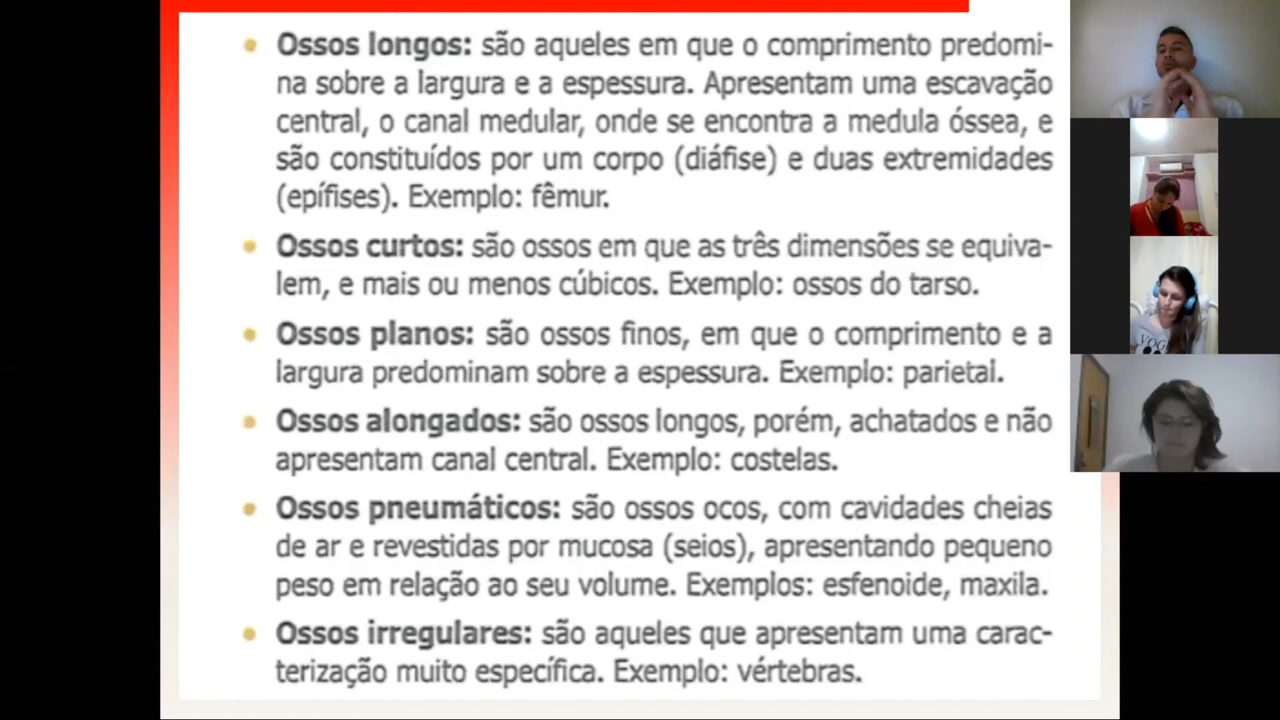 • Ossos longos: são aqueles em que o comprimento predomi-
na sobre a largura e a espessura. Apresentam uma escavação
central, o canal medular, onde se encontra a medula óssea, e
são constituídos por um corpo (diáfise) e duas extremidades
(epífises). Exemplo: fêmur.
• Ossos curtos: são ossos em que as três dimensões se equiva-
lem, e mais ou menos cúbicos. Exemplo: ossos do tarso.
• Ossos planos: são ossos finos, em que o comprimento e a
largura predominam sobre a espessura. Exemplo: parietal.
• Ossos alongados: são ossos longos, porém, achatados e não
apresentam canal central. Exemplo: costelas.
• Ossos pneumáticos: são ossos ocos, com cavidades cheias
de ar e revestidas por mucosa (seios), apresentando pequeno
peso em relação ao seu volume. Exemplos: esfenoide, maxila.
• Ossos irregulares: são aqueles que apresentam uma carac-
terização muito específica. Exemplo: vértebras.